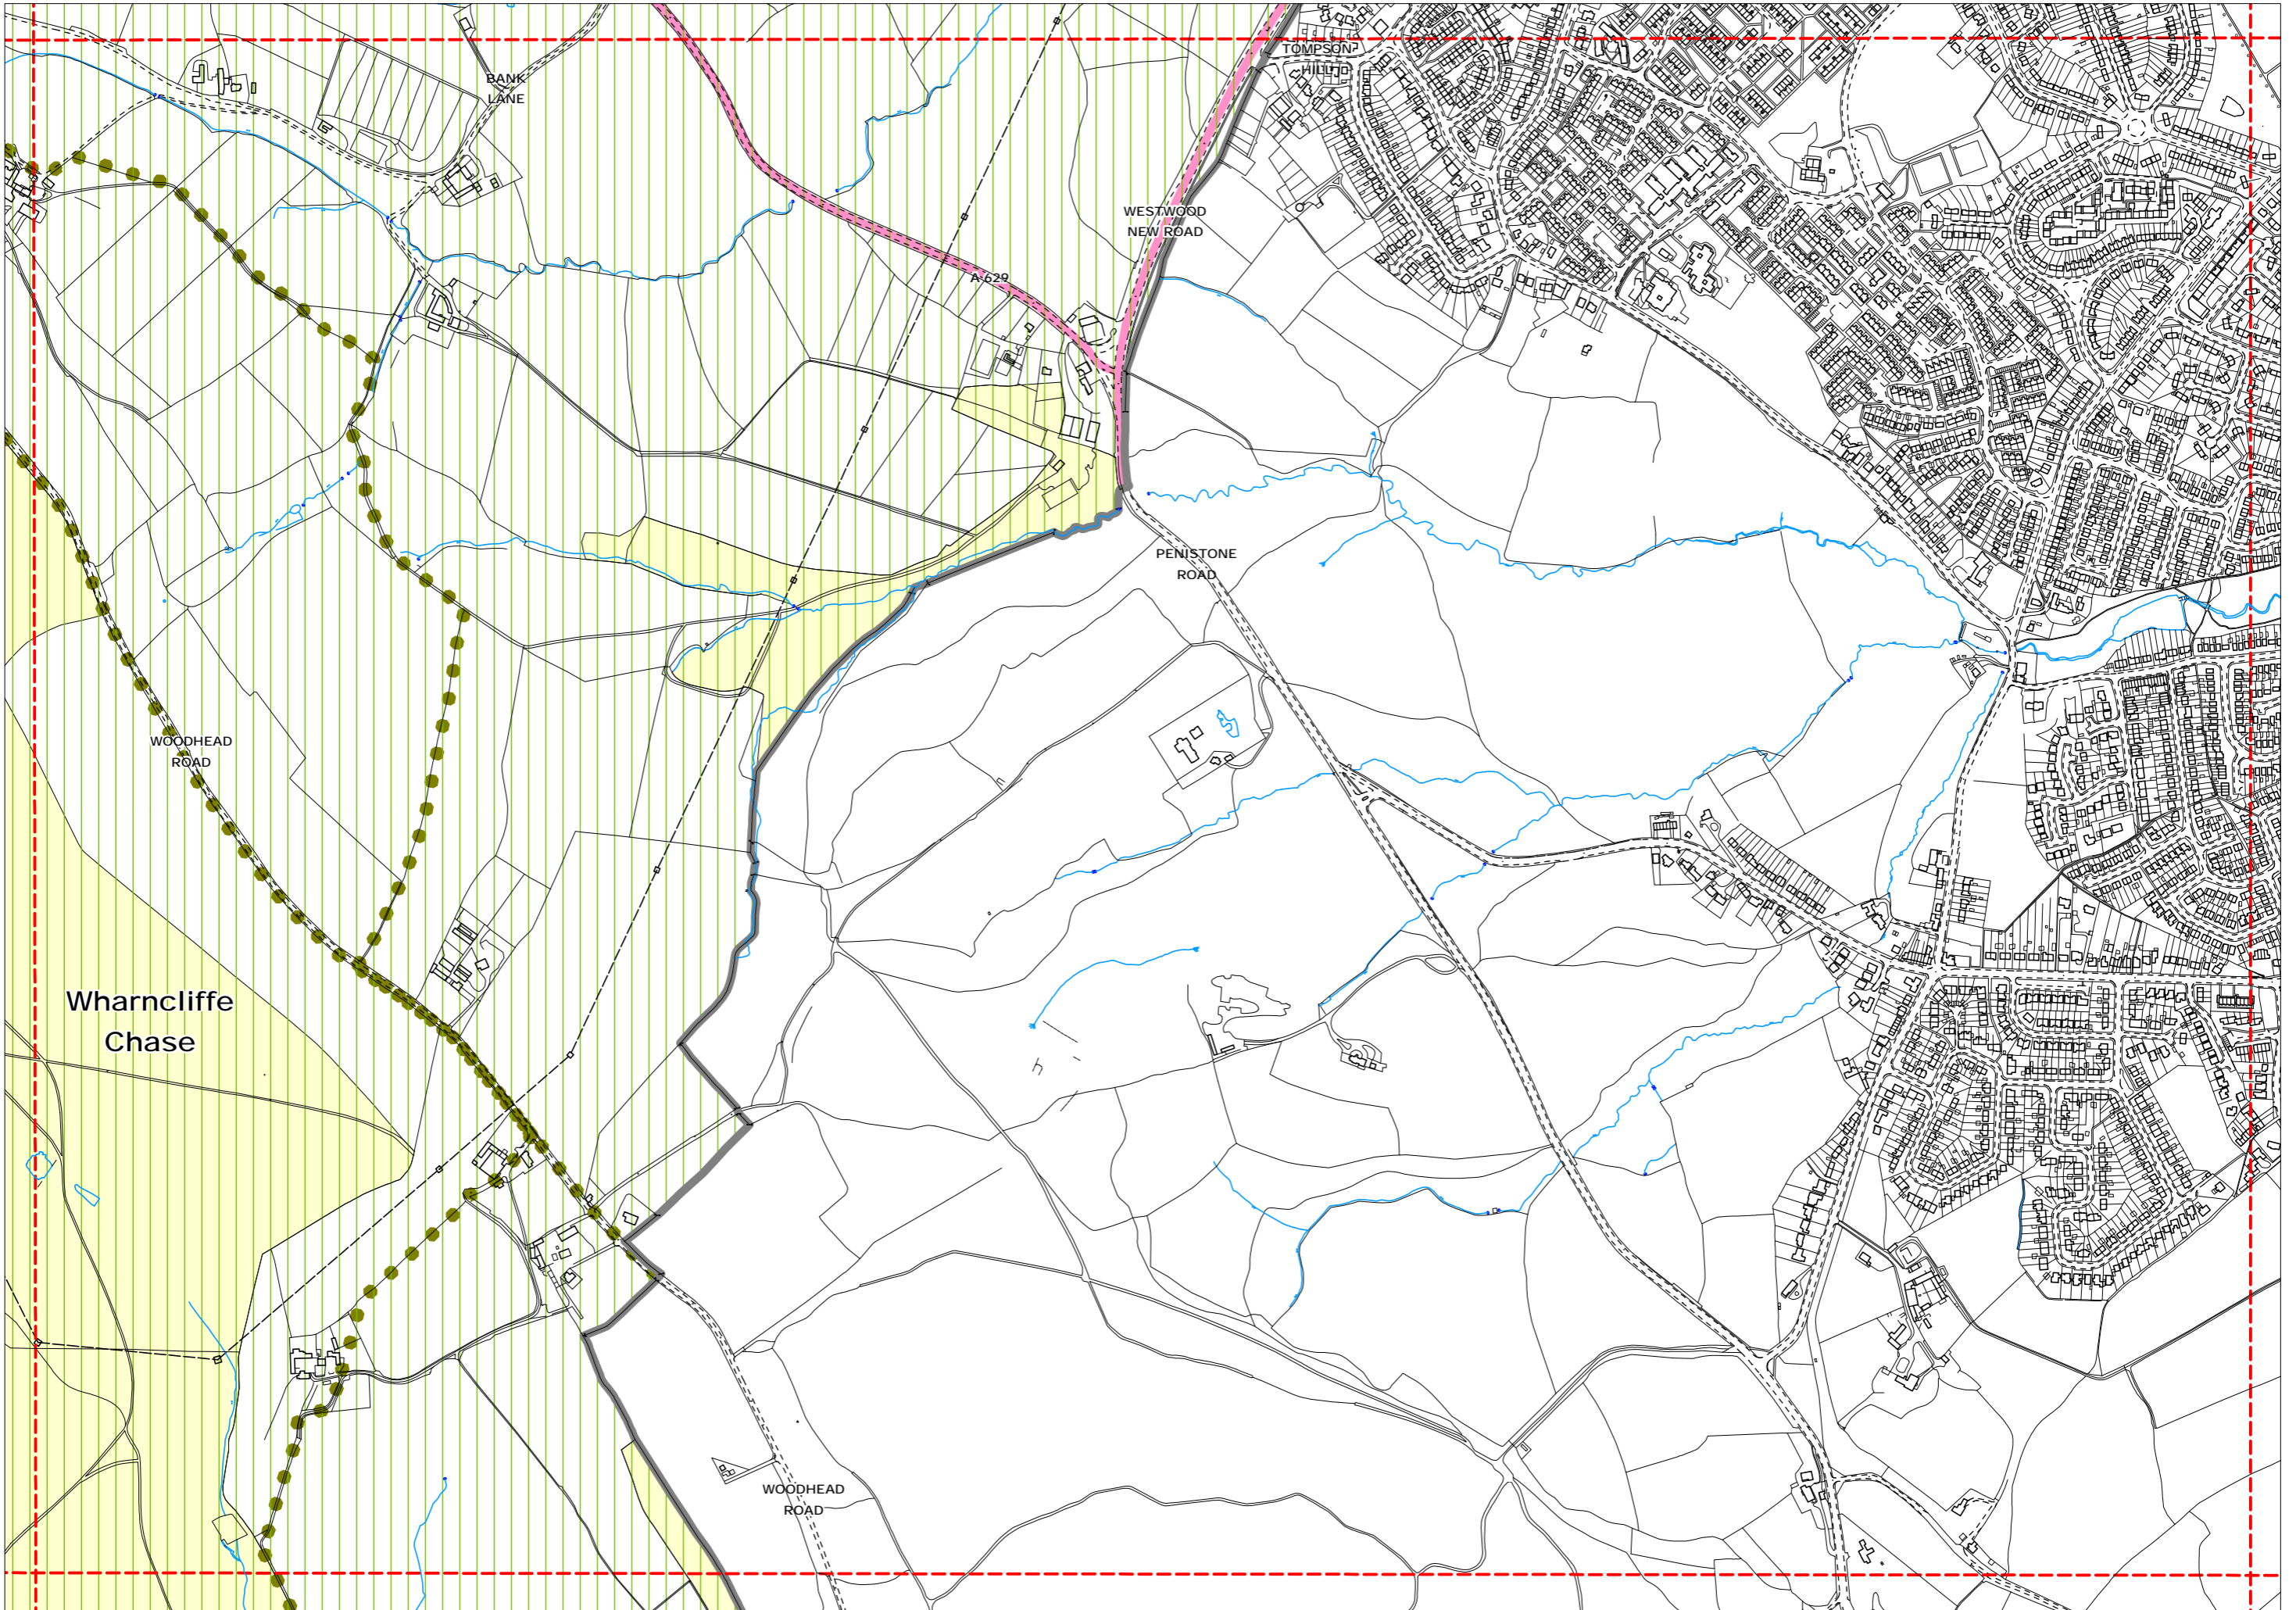 TOMPSON
HILL
BANK
LANE
WESTWOOD
NEW ROAD
A 629
PENISTONE
ROAD
WOODHEAD
ROAD
Wharncliffe
Chase
WOODHEAD
ROAD